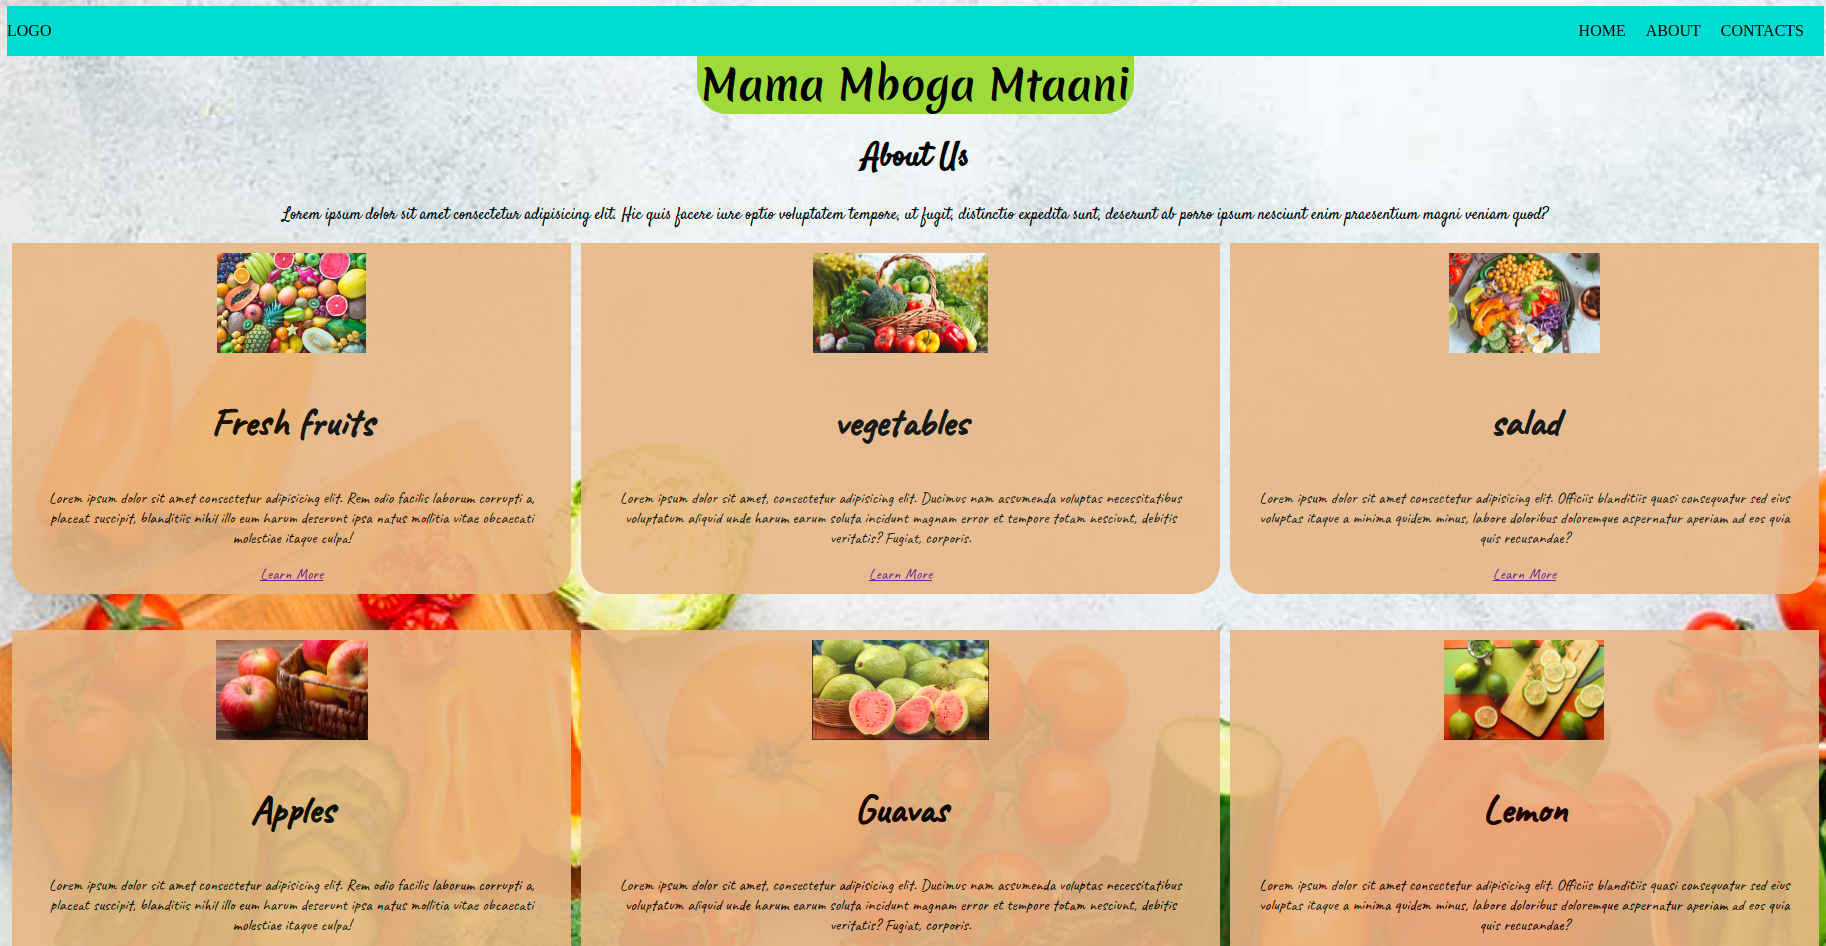 LOGO HOME ABOUT CONTACTS
Mama Mboga Mtaani
About Us
Lorem ipsum dolor sit amet consectetur adipisicing elit. Hic quis facere iure optio voluptatem tempore, ut fugit, distinctio expedita sunt, deserunt ab porro ipsum nesciunt enim praesentium magni veniam quod?
Fresh fruits
Lorem ipsum dolor sit amet consectetur adipisicing elit. Rem odio facilis laborum corrupti a,
placeat suscipit, blanditiis nihil illo eum harum deserunt ipsa natus mollitia vitae obcaecati
molestiae itaque culpa!
Learn More
vegetables
Lorem ipsum dolor sit amet, consectetur adipisicing elit. Ducimus nam assumenda voluptas necessitatibus
voluptatum aliquid unde harum earum soluta incidunt magnam error et tempore totam nesciunt, debitis
veritatis? Fugiat, corporis.
Learn More
salad
Lorem ipsum dolor sit amet consectetur adipisicing elit. Officiis blanditiis quasi consequatur sed eius
voluptas itaque a minima quidem minus, labore doloribus doloremque aspernatur aperiam ad eos quia
quis recusandae?
Learn More
Apples
Lorem ipsum dolor sit amet consectetur adipisicing elit. Rem odio facilis laborum corrupti a,
placeat suscipit, blanditiis nihil illo eum harum deserunt ipsa natus mollitia vitae obcaecati
molestiae itaque culpa!
Guavas
Lorem ipsum dolor sit amet, consectetur adipisicing elit. Ducimus nam assumenda voluptas necessitatibus
voluptatum aliquid unde harum earum soluta incidunt magnam error et tempore totam nesciunt, debitis
veritatis? Fugiat, corporis.
Lemon
Lorem ipsum dolor sit amet consectetur adipisicing elit. Officiis blanditiis quasi consequatur sed eius
voluptas itaque a minima quidem minus, labore doloribus doloremque aspernatur aperiam ad eos quia
quis recusandae?